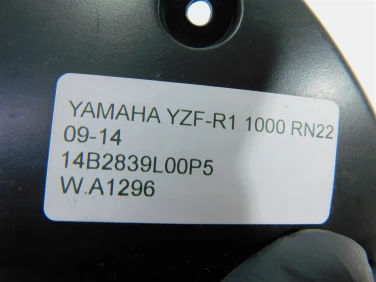 YAMAHA YZF-R1 1000 RN22
09-14
14B2839L00P5
W.A1296